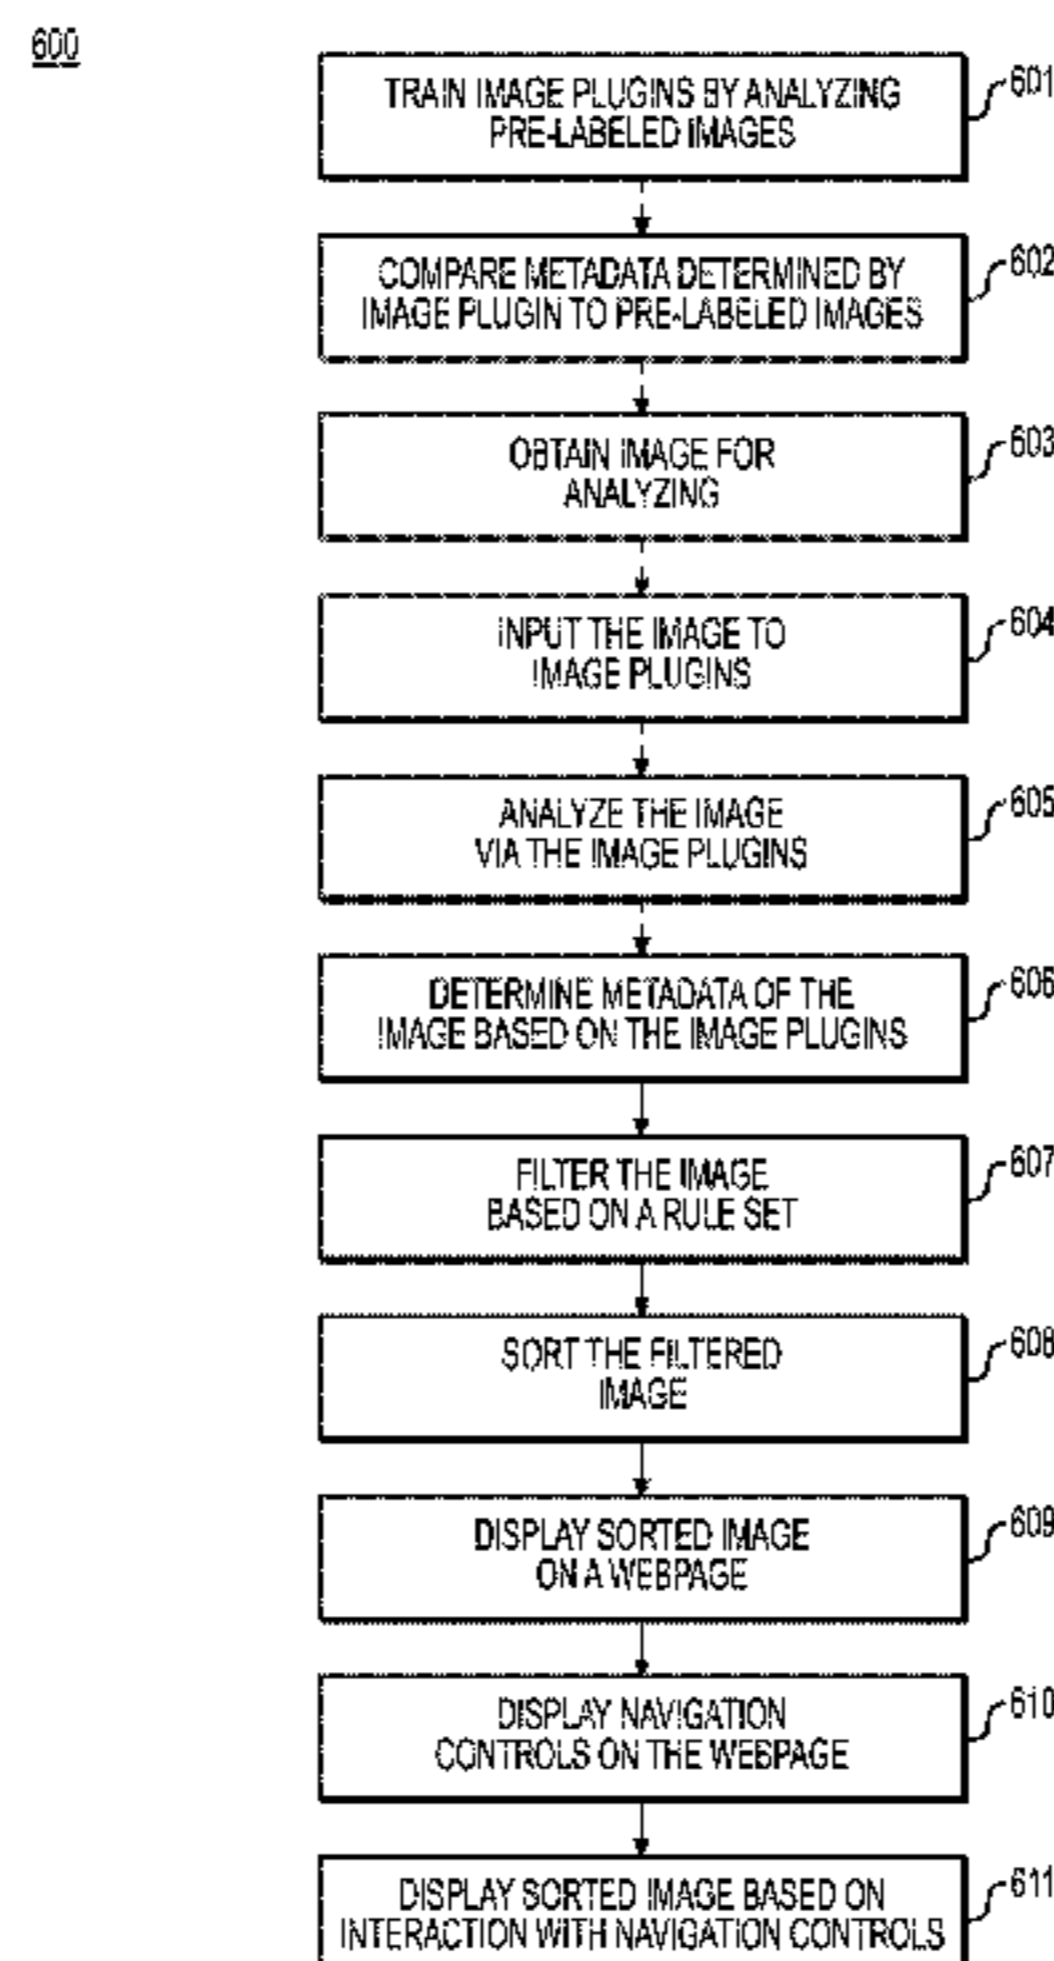 600
TRAIN IMAGE PLUGINS BY ANALYZING
PRE-LABELED IMAGES
601
COMPARE METADATA DETERMINED BY
IMAGE PLUGIN TO PRE-LABELED IMAGES
602
OBTAIN IMAGE FOR
ANALYZING
603
INPUT THE IMAGE TO
IMAGE PLUGINS
604
ANALYZE THE IMAGE
VIA THE IMAGE PLUGINS
605
DETERMINE METADATA OF THE
IMAGE BASED ON THE IMAGE PLUGINS
606
FILTER THE IMAGE
BASED ON A RULE SET
607
SORT THE FILTERED
IMAGE
608
DISPLAY SORTED IMAGE
ON A WEBPAGE
609
DISPLAY NAVIGATION
CONTROLS ON THE WEBPAGE
610
DISPLAY SORTED IMAGE BASED ON
INTERACTION WITH NAVIGATION CONTROLS
611